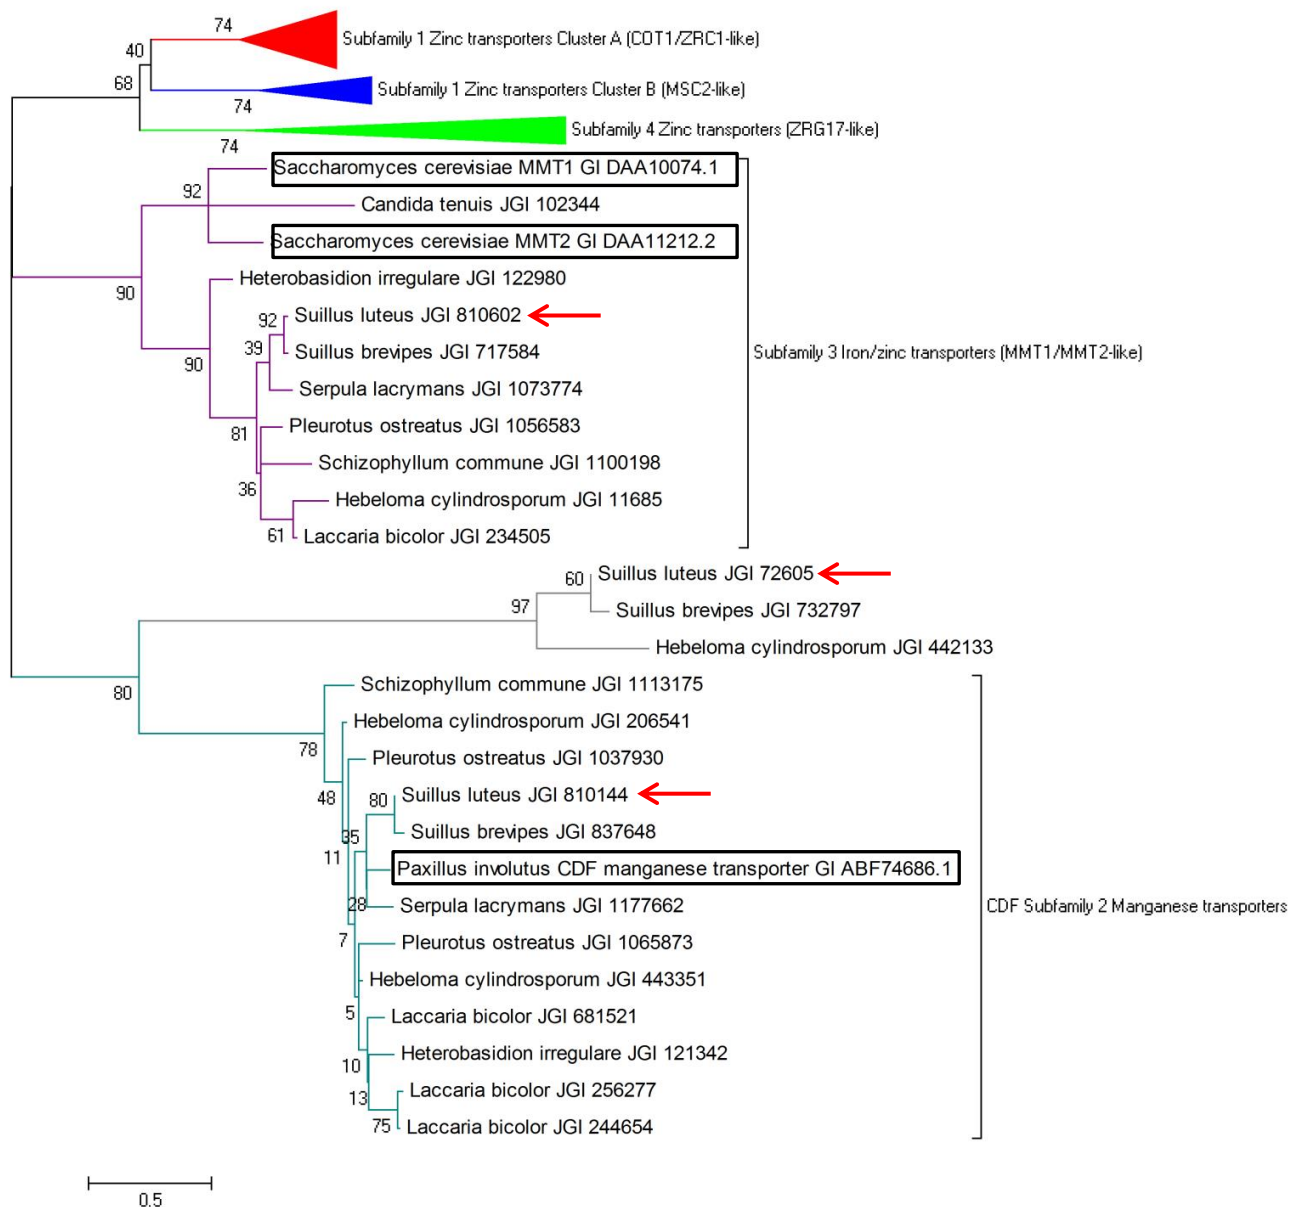 74
Subfamily 1 Zinc transporters Cluster A (COT1/ZRC1-like)
40
68
Subfamily 1 Zinc transporters Cluster B (MSC2-like)
74
Subfamily 4 Zinc transporters (ZRG17-like)
74
Saccharomyces cerevisiae MMT1 GI DAA10074.1
92
Candida tenuis JGI 102344
Saccharomyces cerevisiae MMT2 GI DAA11212.2
90
Heterobasidion irregulare JGI 122980
92
Suillus luteus JGI 810602
39
Suillus brevipes JGI 717584
Subfamily 3 Iron/zinc transporters (MMT1/MMT2-like)
90
Serpula lacrymans JGI 1073774
81
Pleurotus ostreatus JGI 1056583
Schizophyllum commune JGI 1100198
36
Hebeloma cylindrosporum JGI 11685
61
Laccaria bicolor JGI 234505
60
Suillus luteus JGI 72605
97
Suillus brevipes JGI 732797
Hebeloma cylindrosporum JGI 442133
80
Schizophyllum commune JGI 1113175
Hebeloma cylindrosporum JGI 206541
78
Pleurotus ostreatus JGI 1037930
48
80
Suillus luteus JGI 810144
35
Suillus brevipes JGI 837648
11
Paxillus involutus CDF manganese transporter GI ABF74686.1
28
Serpula lacrymans JGI 1177662
CDF Subfamily 2 Manganese transporters
7
Pleurotus ostreatus JGI 1065873
Hebeloma cylindrosporum JGI 443351
5
Laccaria bicolor JGI 681521
Heterobasidion irregulare JGI 121342
10
Laccaria bicolor JGI 256277
13
75
Laccaria bicolor JGI 244654
0.5